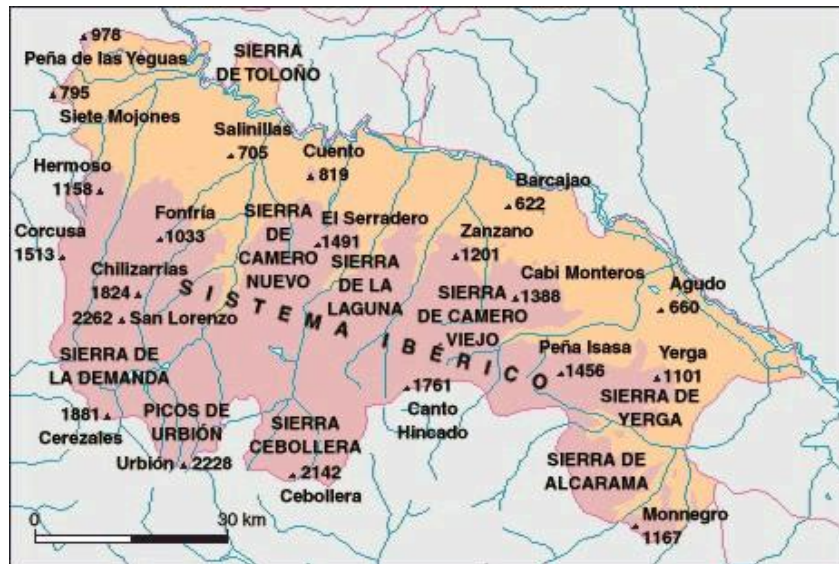 978
Peña de las Yeguas
SIERRA
DE TOLOÑO
795
Siete Mojones
Salinillas
705
Cuento
819
Hermoso
1158
Barcajao
622
Fonfría
1033
SIERRA
DE
CAMERO
NUEVO
El Serradero
1491
Zanzano
1201
Corcusa
1513
Chilizarrias
1824
SIERRA
DE LA
LAGUNA
Cabi Monteros
1388
Agudo
660
2262 San Lorenzo
SIERRA
DE CAMERO
VIEJO
SISTEMA IBÉRICO
Peña Isasa
1456
Yerga
1101
SIERRA DE
LA DEMANDA
1761
Canto
Hincado
SIERRA DE
YERGA
1881
Cerezales
PICOS DE
URBIÓN
SIERRA
CEBOLLERA
Urbión 2228
2142
Cebollera
SIERRA DE
ALCARAMA
Monnegro
1167
0 30 km